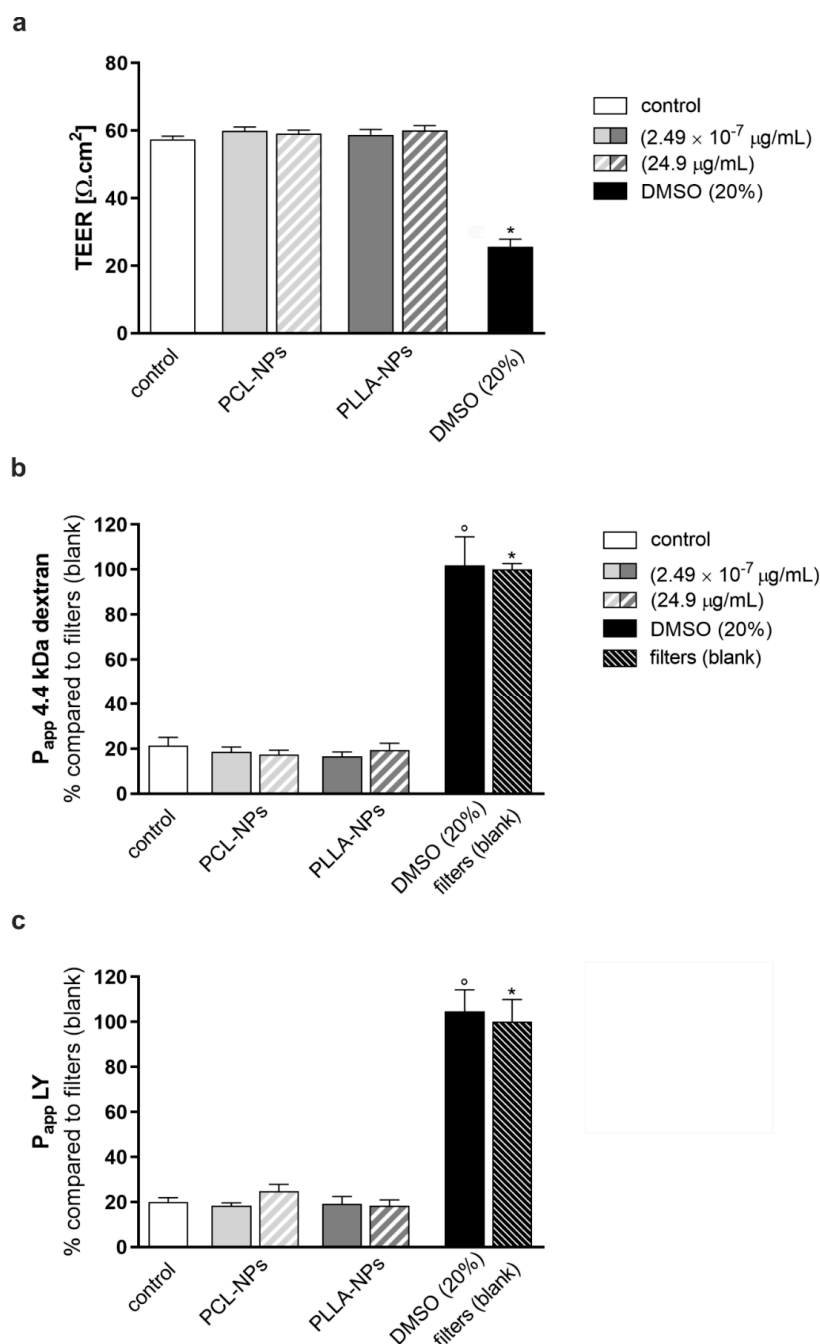 a
TEER [Ω.cm²]
80
60
40
20
0
*
control
PCL-NPs
PLLA-NPs
DMSO (20%)
control
(2.49 × 10⁻⁷ µg/mL)
(24.9 µg/mL)
DMSO (20%)
b
Papp 4.4 kDa dextran
% compared to filters (blank)
120
100
80
60
40
20
0
° *
control
PCL-NPs
PLLA-NPs
DMSO (20%)
filters (blank)
control
(2.49 × 10⁻⁷ µg/mL)
(24.9 µg/mL)
DMSO (20%)
filters (blank)
c
Papp LY
% compared to filters (blank)
120
100
80
60
40
20
0
° *
control
PCL-NPs
PLLA-NPs
DMSO (20%)
filters (blank)